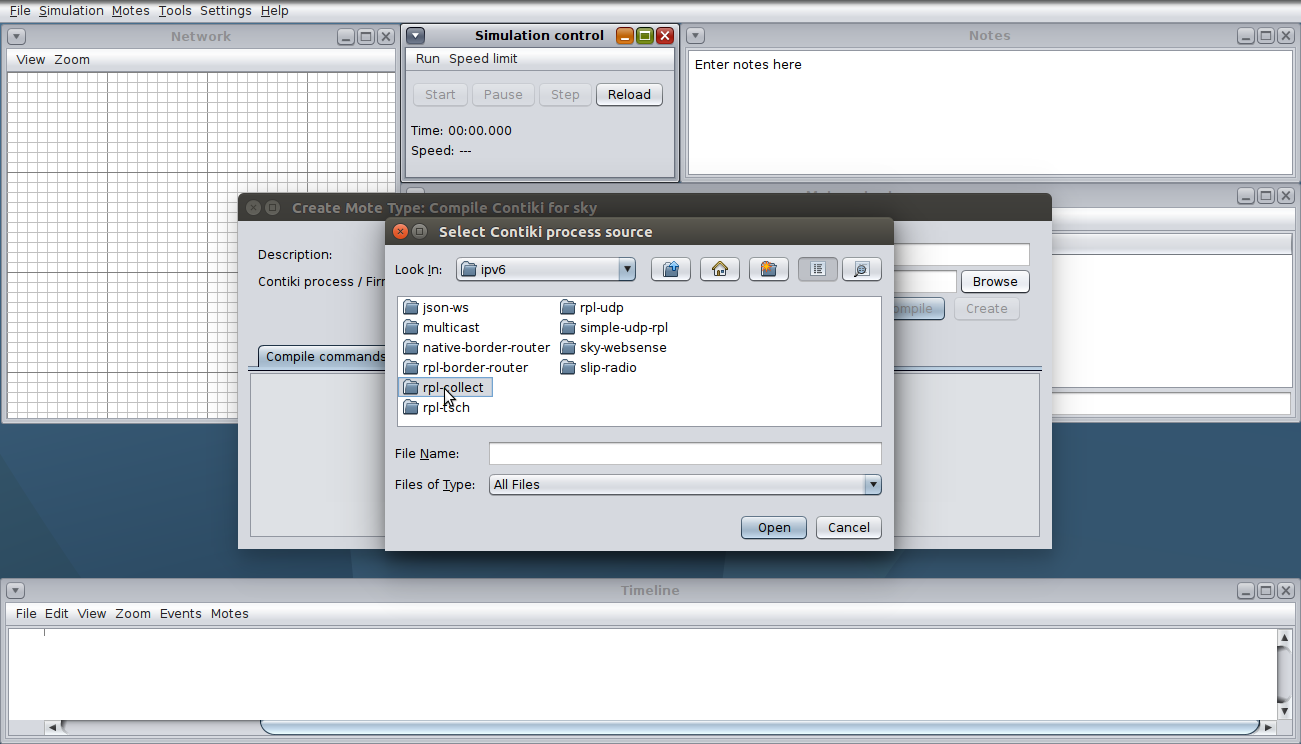 File Simulation Motes Tools Settings Help
Network
View Zoom
Simulation control
Run Speed limit
Start Pause Step Reload
Time: 00:00.000
Speed: ---
Notes
Enter notes here
Create Mote Type: Compile Contiki for sky
Description:
Contiki process / Firr
Browse
Create
Compile commands
Select Contiki process source
Look In: ipv6
json-ws
multicast
native-border-router
rpl-border-router
rpl-collect
rpl-tsch
rpl-udp
simple-udp-rpl
sky-websense
slip-radio
File Name:
Files of Type: All Files
Open Cancel
Timeline
File Edit View Zoom Events Motes